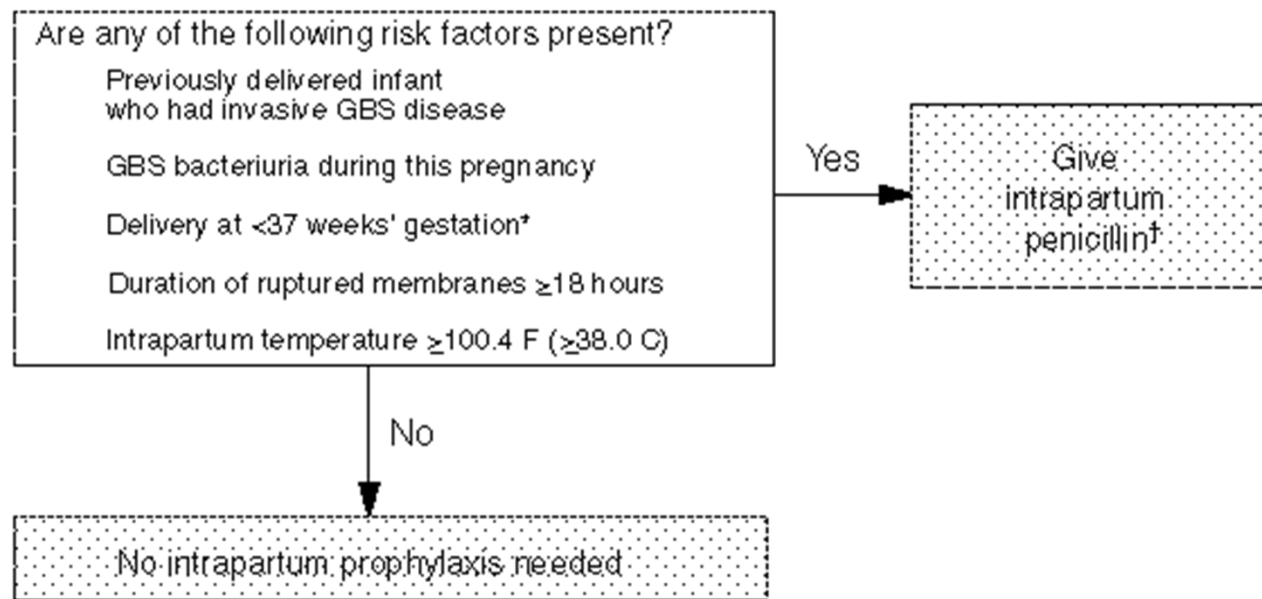 Are any of the following risk factors present?
Previously delivered infant
who had invasive GBS disease
GBS bacteriuria during this pregnancy
Delivery at <37 weeks' gestation*
Duration of ruptured membranes ≥18 hours
Intrapartum temperature ≥100.4 F (≥38.0 C)
Yes
Give
intrapartum
penicillin†
No
No intrapartum prophylaxis needed